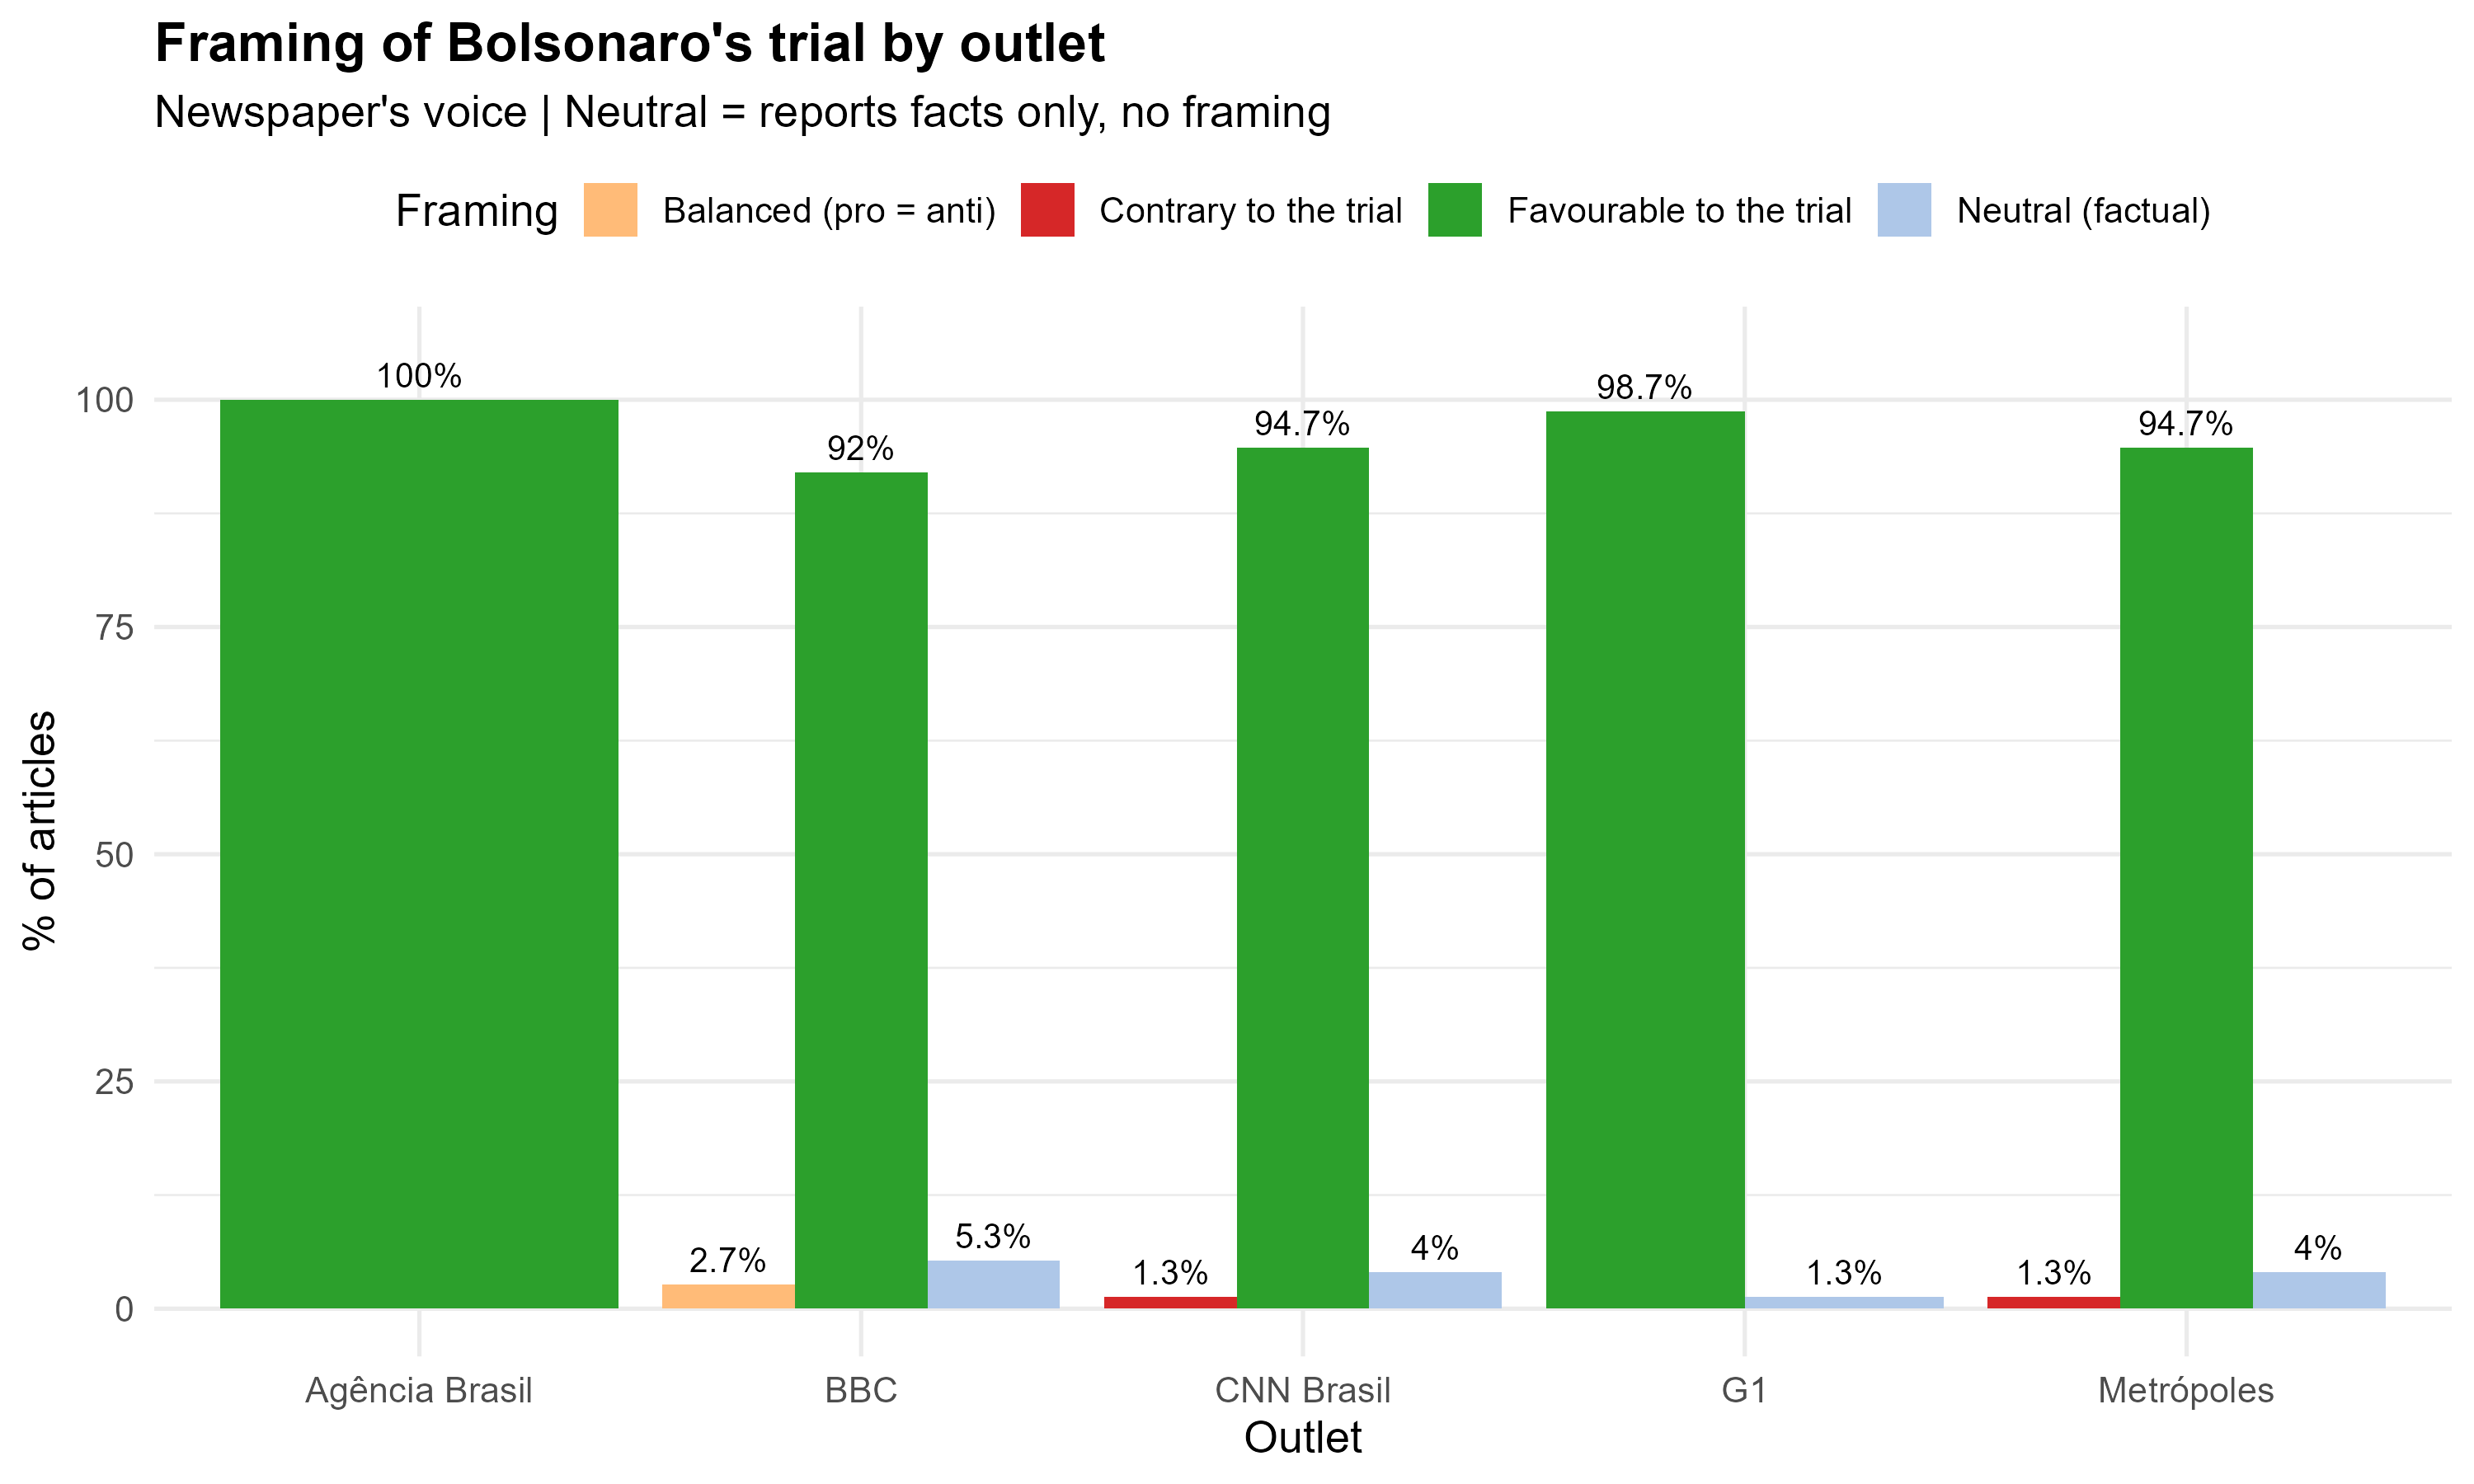 Framing of Bolsonaro's trial by outlet
Newspaper's voice | Neutral = reports facts only, no framing
Framing Balanced (pro = anti) Contrary to the trial Favourable to the trial Neutral (factual)
% of articles
100
75
50
25
0
100%
2.7%
92%
5.3%
1.3%
94.7%
4%
98.7%
1.3%
1.3%
94.7%
4%
Agência Brasil BBC CNN Brasil G1 Metrópoles
Outlet